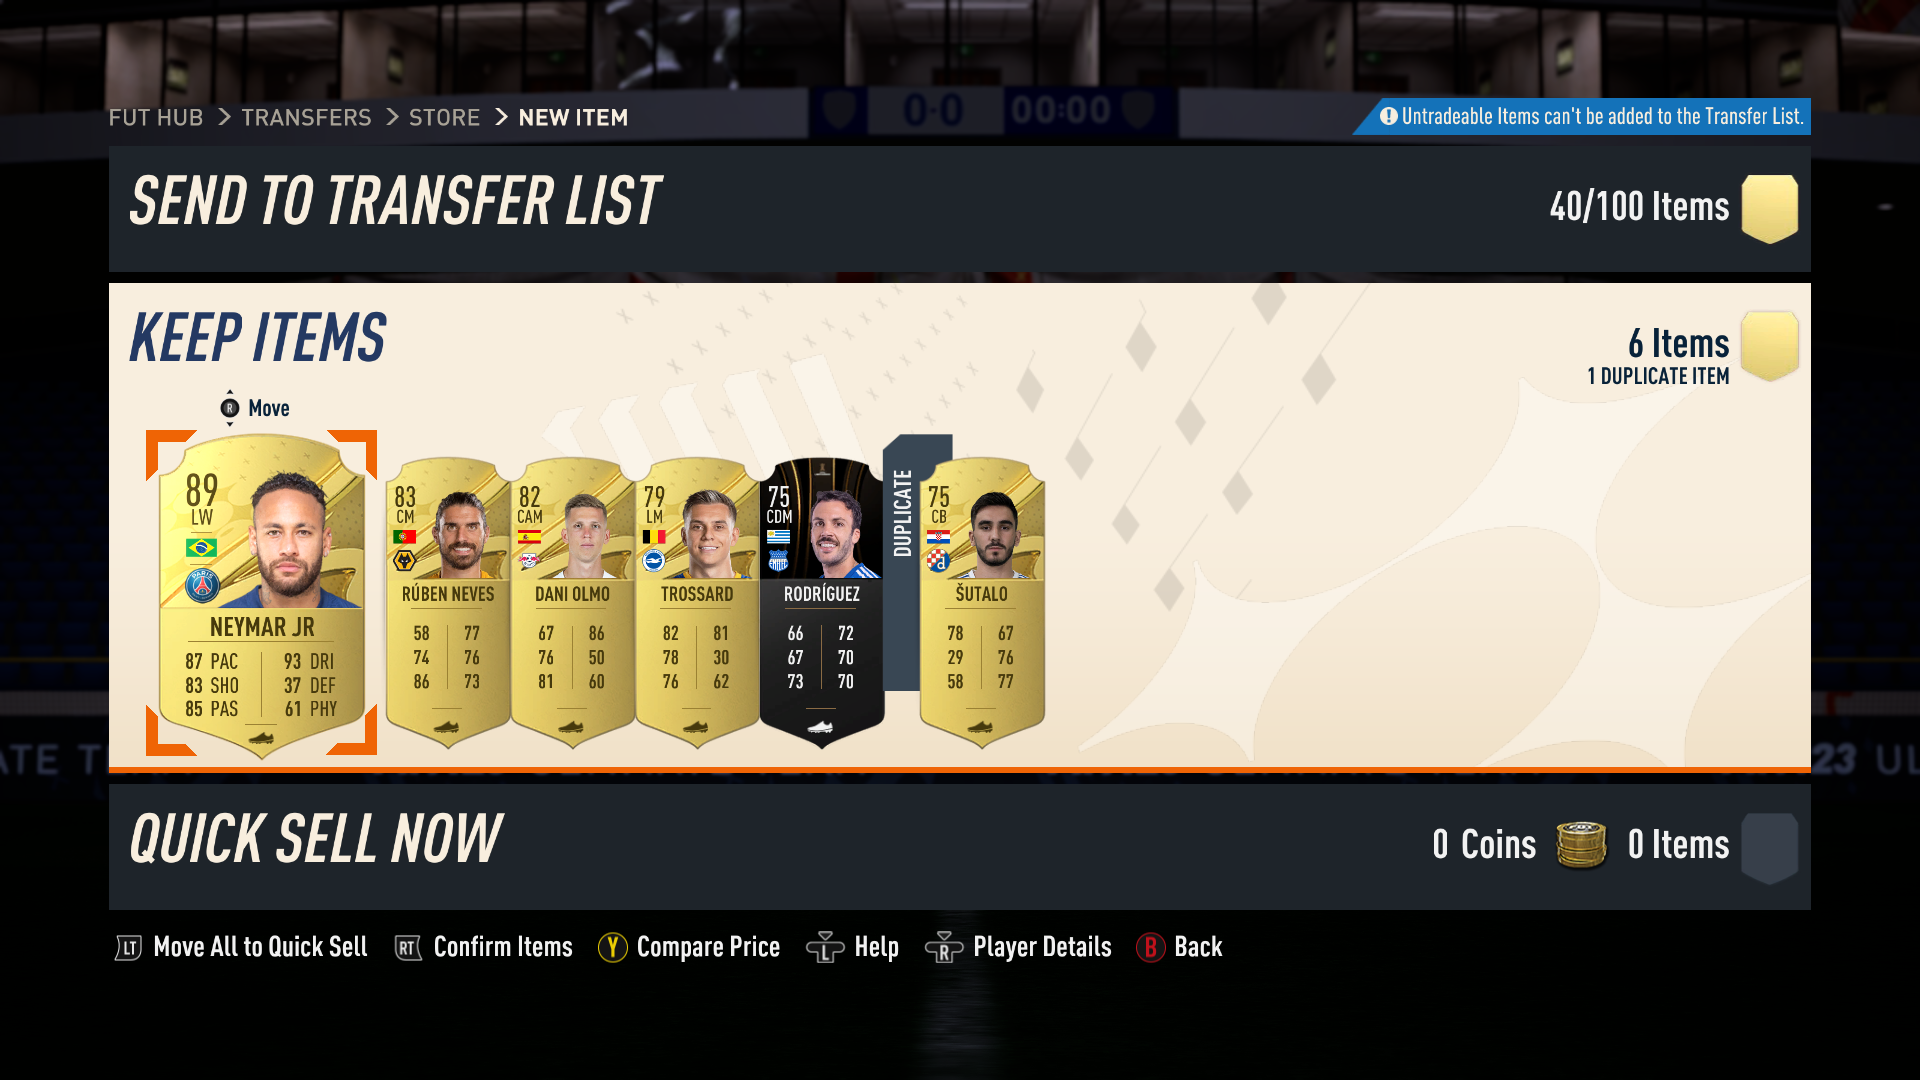 0-0 00:00
FUT HUB > TRANSFERS > STORE > NEW ITEM
Untradeable Items can't be added to the Transfer List.
SEND TO TRANSFER LIST
40/100 Items
KEEP ITEMS
6 Items
1 DUPLICATE ITEM
R Move
89
LW
NEYMAR JR
87 PAC 93 DRI
83 SHO 37 DEF
85 PAS 61 PHY
83
CM
RÚBEN NEVES
58 77
74 76
86 73
82
CAM
DANI OLMO
67 86
76 50
81 60
79
LM
TROSSARD
82 81
78 30
76 62
75
CDM
RODRÍGUEZ
66 72
67 70
73 70
DUPLICATE
75
CB
ŠUTALO
78 67
29 76
58 77
QUICK SELL NOW
0 Coins 0 Items
LT Move All to Quick Sell RT Confirm Items Y Compare Price L Help R Player Details B Back